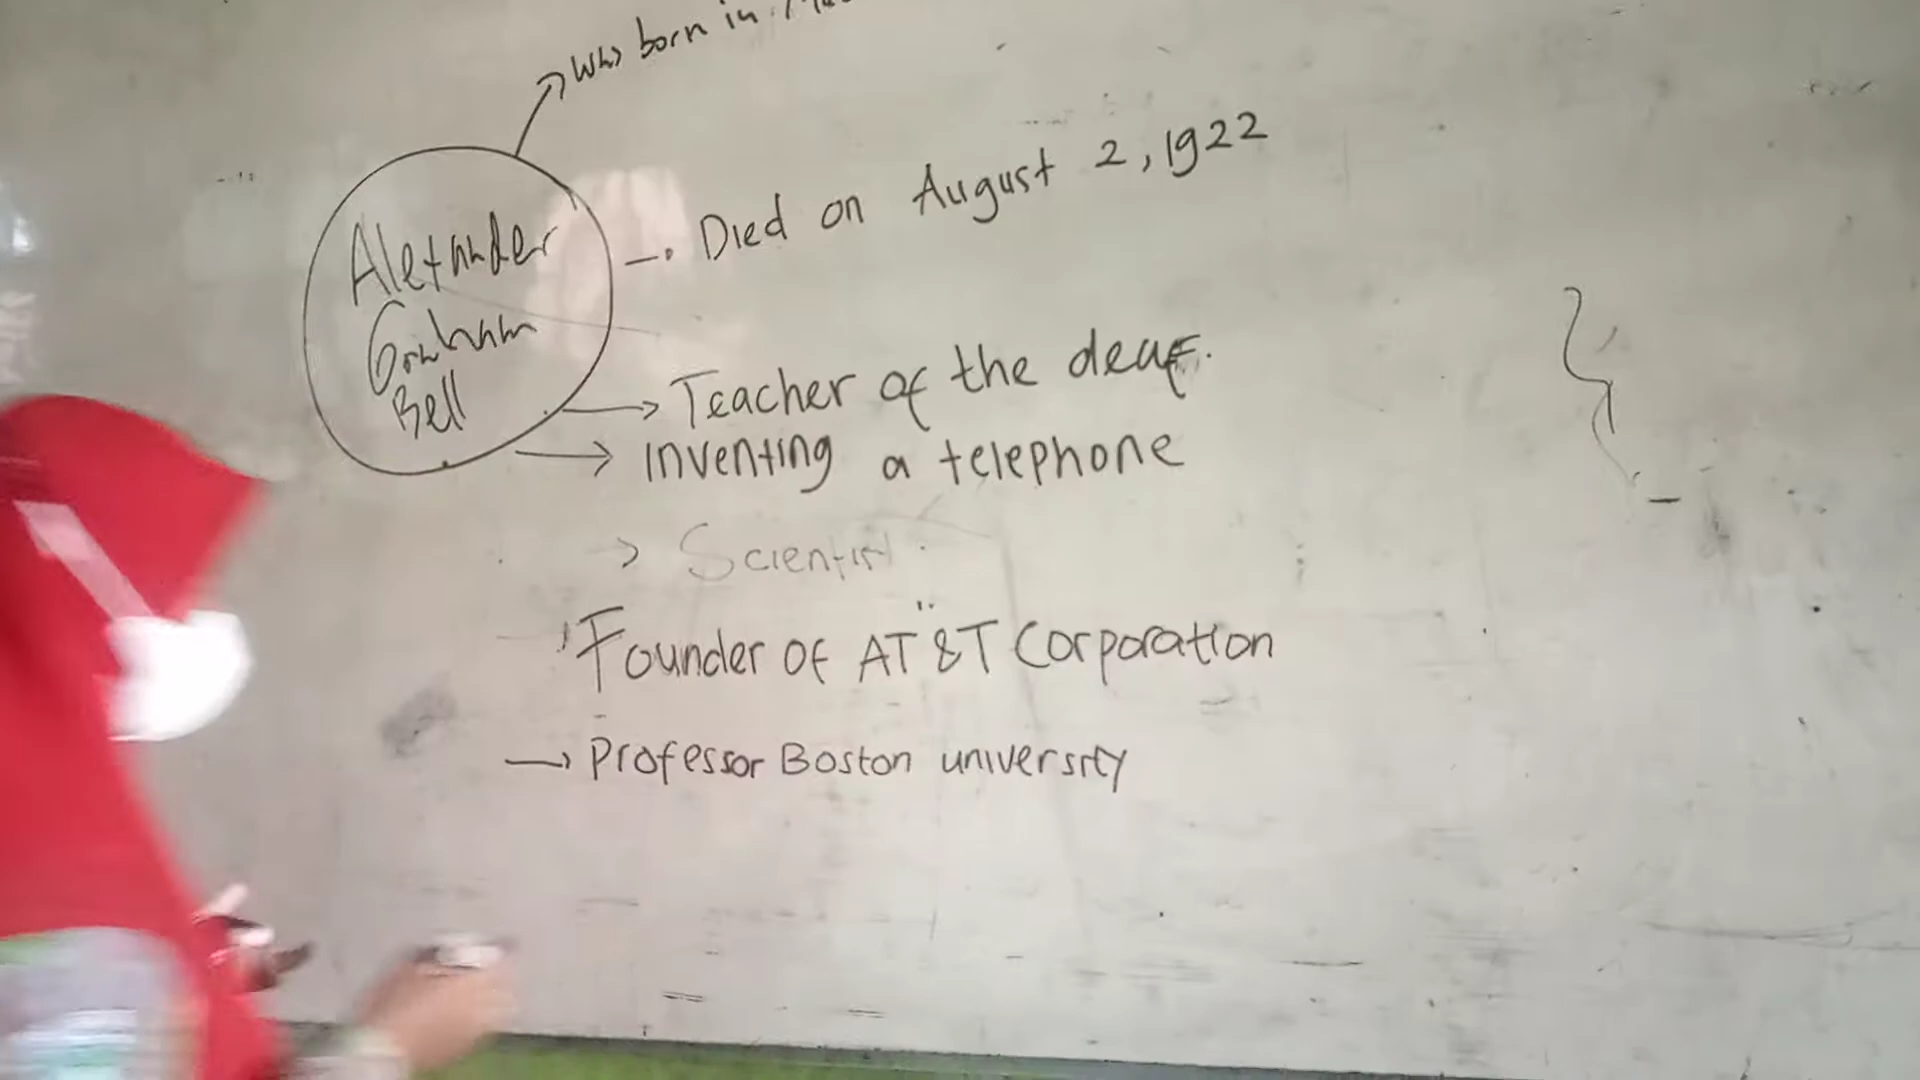 Was born in
Died on August 2, 1922
Alexander
Graham
Bell
Teacher of the deaf.
Inventing a telephone
Scientist
Founder of AT&T Corporation
Professor Boston university